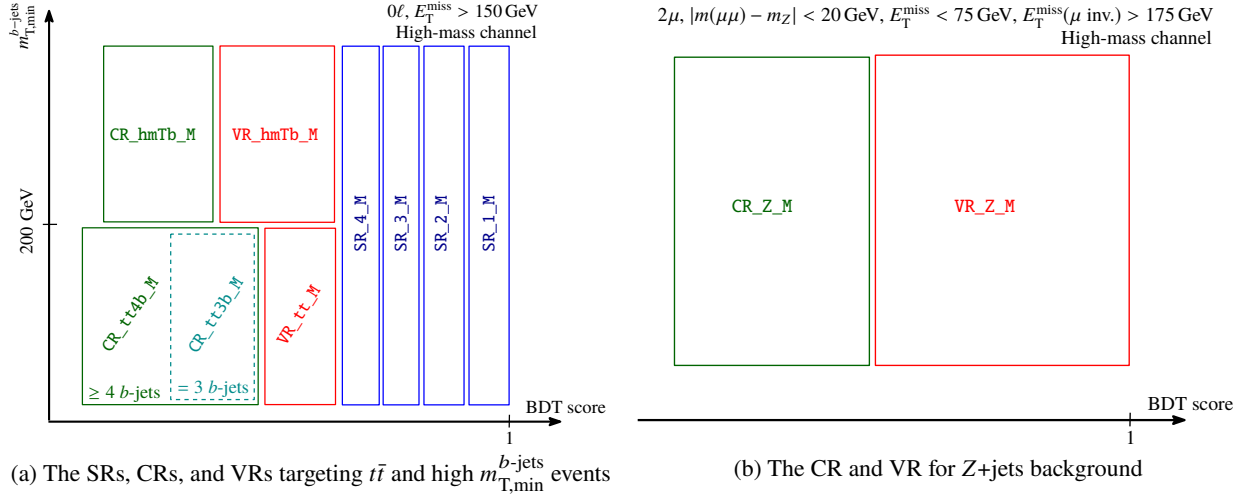 0ℓ, E_T^miss > 150 GeV
High-mass channel
m_T,min^b-jets
200 GeV
CR_hmTb_M
VR_hmTb_M
SR_4_M
SR_3_M
SR_2_M
SR_1_M
CR_tt4b_M
CR_tt3b_M
VR_tt_M
≥ 4 b-jets
= 3 b-jets
BDT score
1
(a) The SRs, CRs, and VRs targeting tt̄ and high m_T,min^b-jets events
2μ, |m(μμ) − m_Z| < 20 GeV, E_T^miss < 75 GeV, E_T^miss(μ inv.) > 175 GeV
High-mass channel
CR_Z_M
VR_Z_M
BDT score
1
(b) The CR and VR for Z+jets background